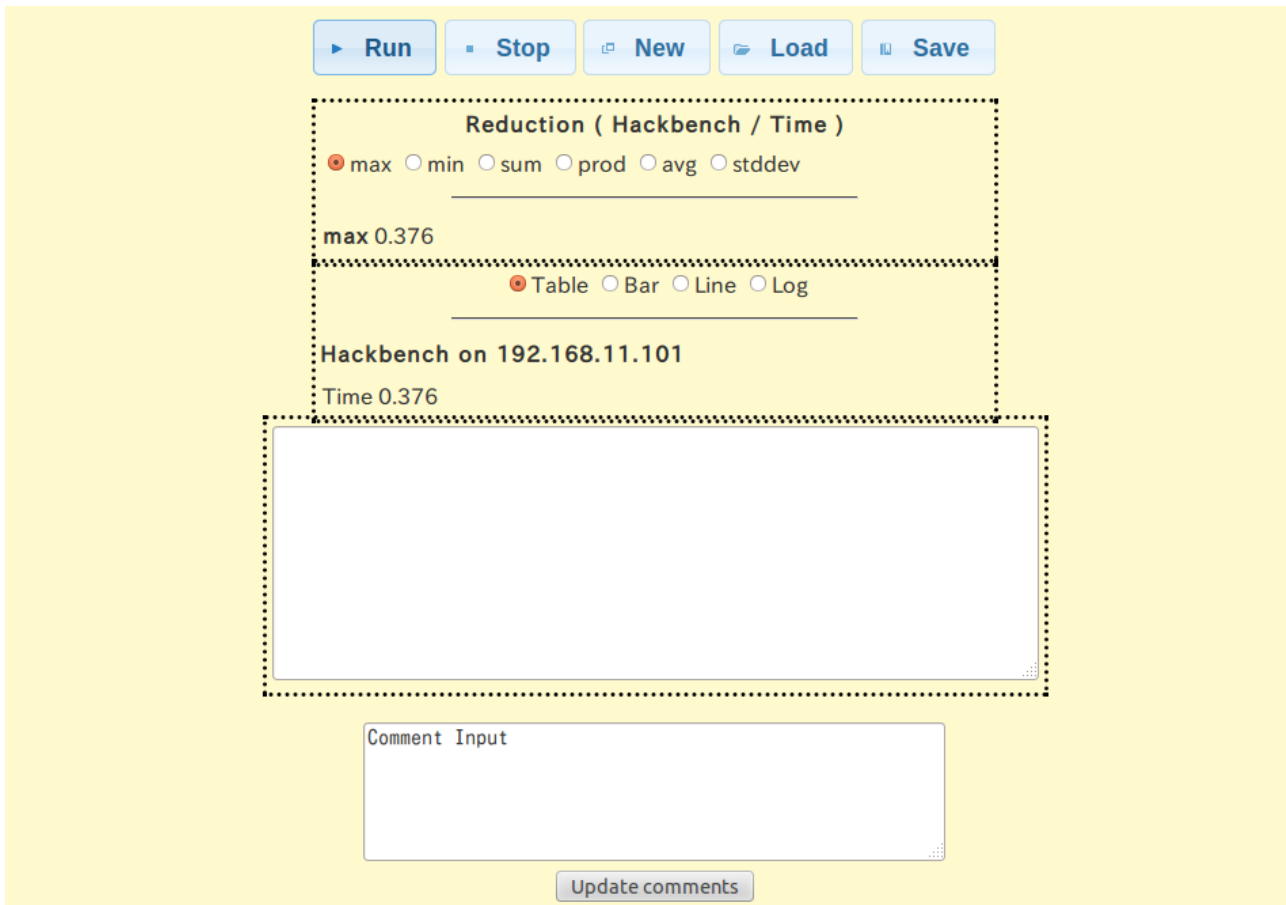 Run Stop New Load Save
Reduction ( Hackbench / Time )
max min sum prod avg stddev
max 0.376
Table Bar Line Log
Hackbench on 192.168.11.101
Time 0.376
Comment Input
Update comments